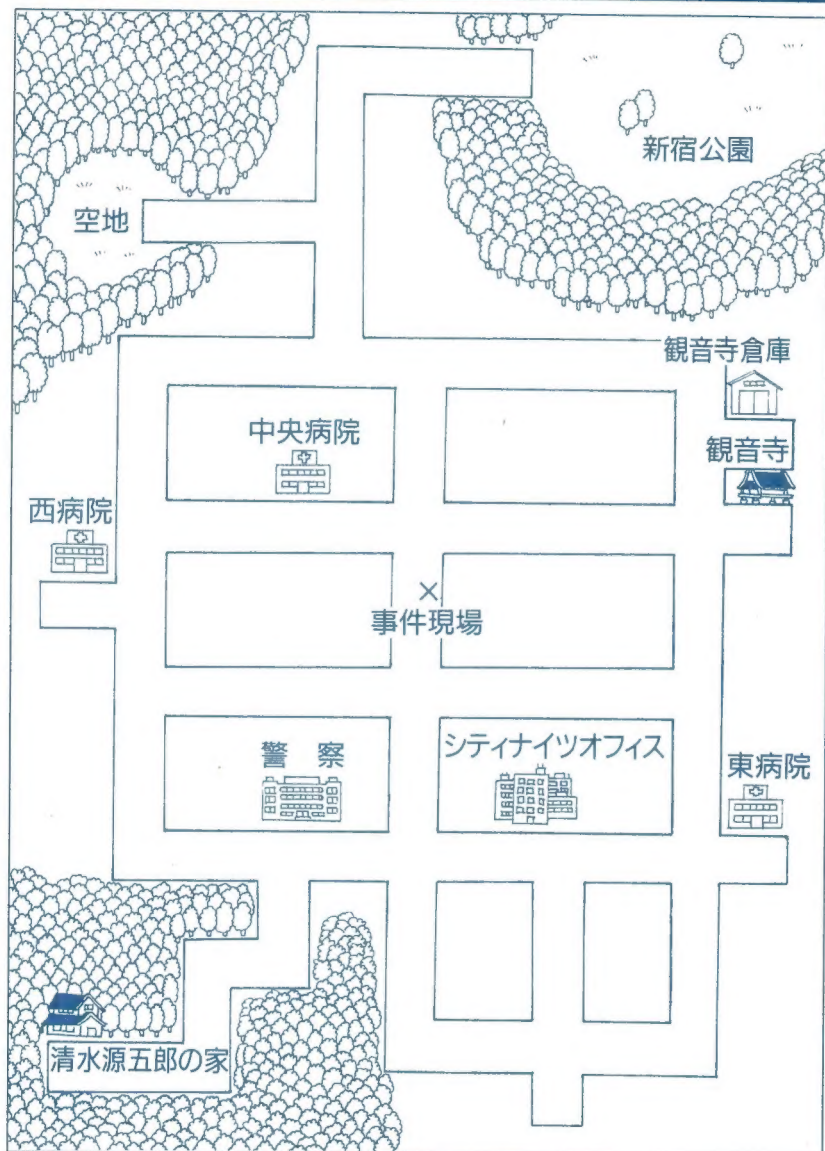 新宿公園
空地
観音寺倉庫
中央病院
観音寺
西病院
事件現場
警察
シティナイツオフィス
東病院
清水源五郎の家